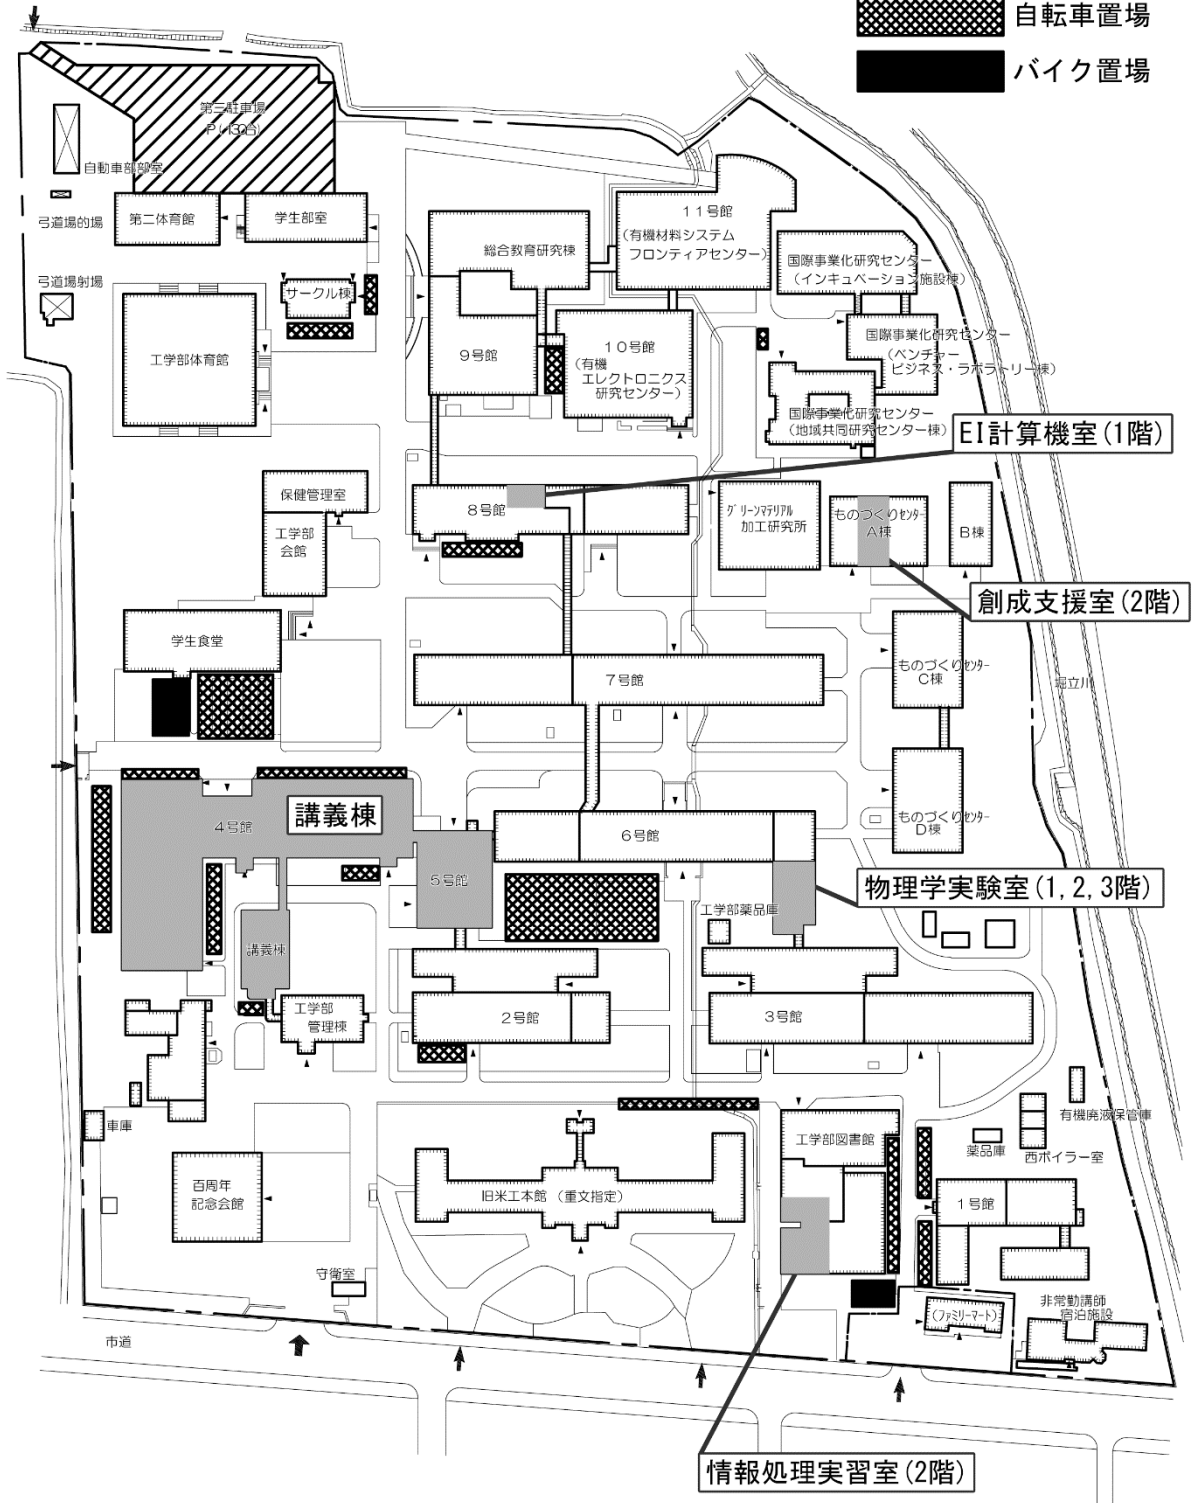 自転車置場
バイク置場
第三駐車場
P(130台)
自動車部部室
弓道場的場
第二体育館
学生部室
弓道場射場
サークル棟
工学部体育館
総合教育研究棟
11号館
(有機材料システム
フロンティアセンター)
国際事業化研究センター
(インキュベーション施設棟)
9号館
10号館
(有機
エレクトロニクス
研究センター)
国際事業化研究センター
(ベンチャー
ビジネス・ラボラトリー棟)
国際事業化研究センター
(地域共同研究センター棟)
EI計算機室(1階)
保健管理室
工学部
会館
8号館
グリーンマテリアル
加工研究所
ものづくりセンター
A棟
B棟
創成支援室(2階)
学生食堂
7号館
ものづくりセンター
C棟
堀立川
4号館
講義棟
5号館
6号館
ものづくりセンター
D棟
物理学実験室(1,2,3階)
工学部薬品庫
講義棟
工学部
管理棟
2号館
3号館
車庫
百周年
記念会館
旧米工本館 (重文指定)
工学部図書館
有機廃液保管庫
薬品庫
西ボイラー室
1号館
守衛室
(ファミリーマート)
非常勤講師
宿泊施設
市道
情報処理実習室(2階)